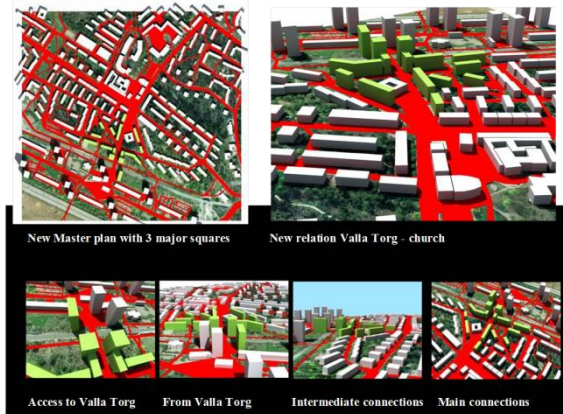 New Master plan with 3 major squares
New relation Valla Torg - church
Access to Valla Torg
From Valla Torg
Intermediate connections
Main connections